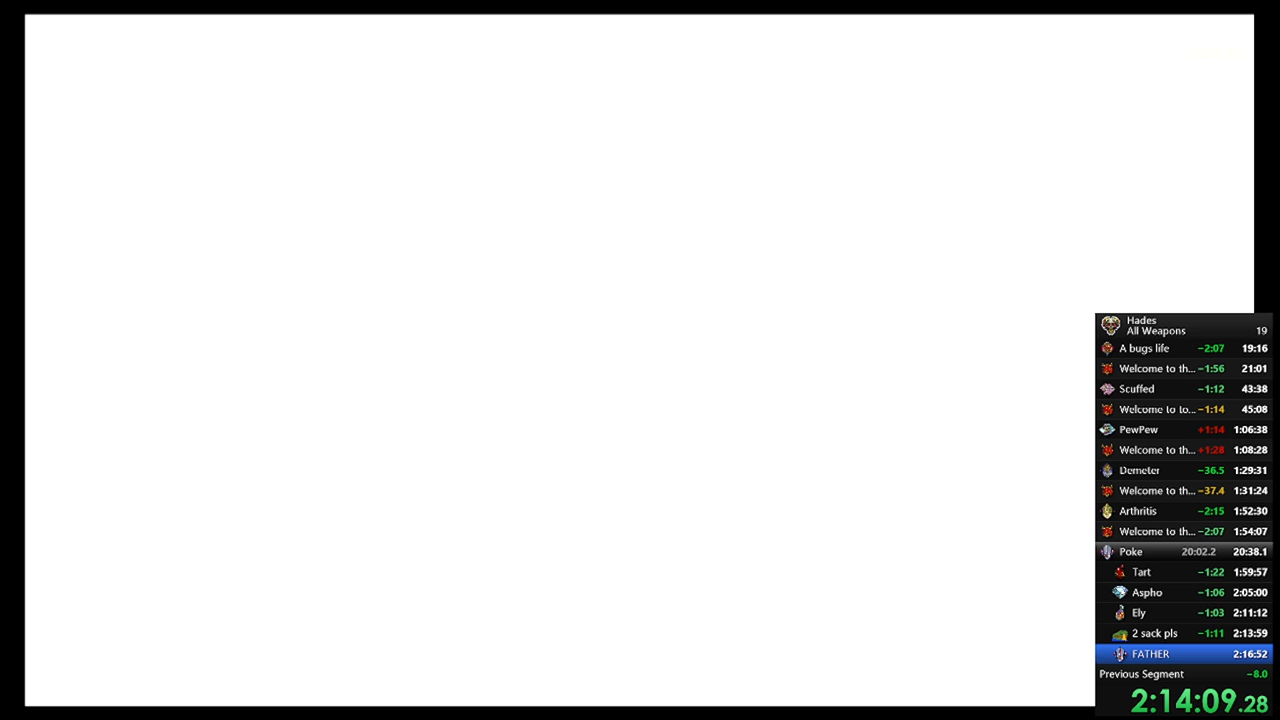 Hades
All Weapons 19
A bugs life −2:07 19:16
Welcome to th... −1:56 21:01
Scuffed −1:12 43:38
Welcome to to... −1:14 45:08
PewPew +1:14 1:06:38
Welcome to th... +1:28 1:08:28
Demeter −36.5 1:29:31
Welcome to th... −37.4 1:31:24
Arthritis −2:15 1:52:30
Welcome to th... −2:07 1:54:07
Poke 20:02.2 20:38.1
Tart −1:22 1:59:57
Aspho −1:06 2:05:00
Ely −1:03 2:11:12
2 sack pls −1:11 2:13:59
FATHER 2:16:52
Previous Segment −8.0
2:14:09.28